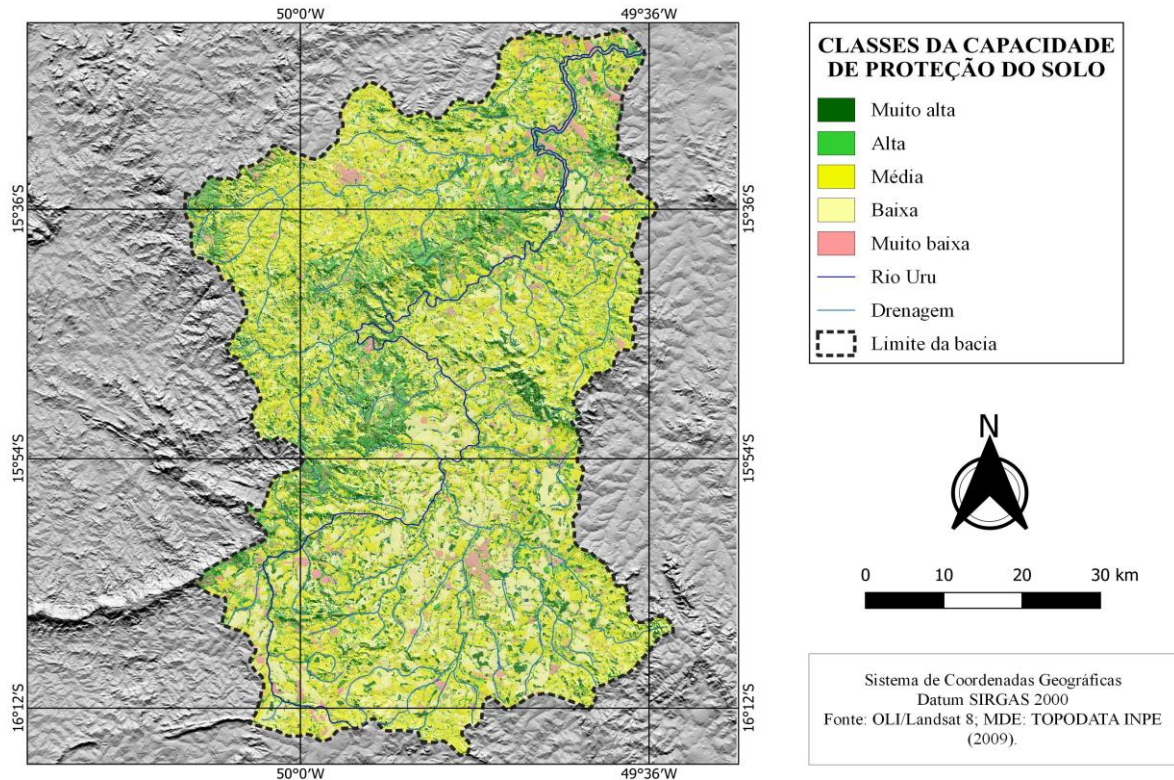 50°0'W
49°36'W
15°36'S
15°36'S
15°54'S
15°54'S
16°12'S
16°12'S
50°0'W
49°36'W
CLASSES DA CAPACIDADE
DE PROTEÇÃO DO SOLO
Muito alta
Alta
Média
Baixa
Muito baixa
Rio Uru
Drenagem
Limite da bacia
N
0 10 20 30 km
Sistema de Coordenadas Geográficas
Datum SIRGAS 2000
Fonte: OLI/Landsat 8; MDE: TOPODATA INPE
(2009).